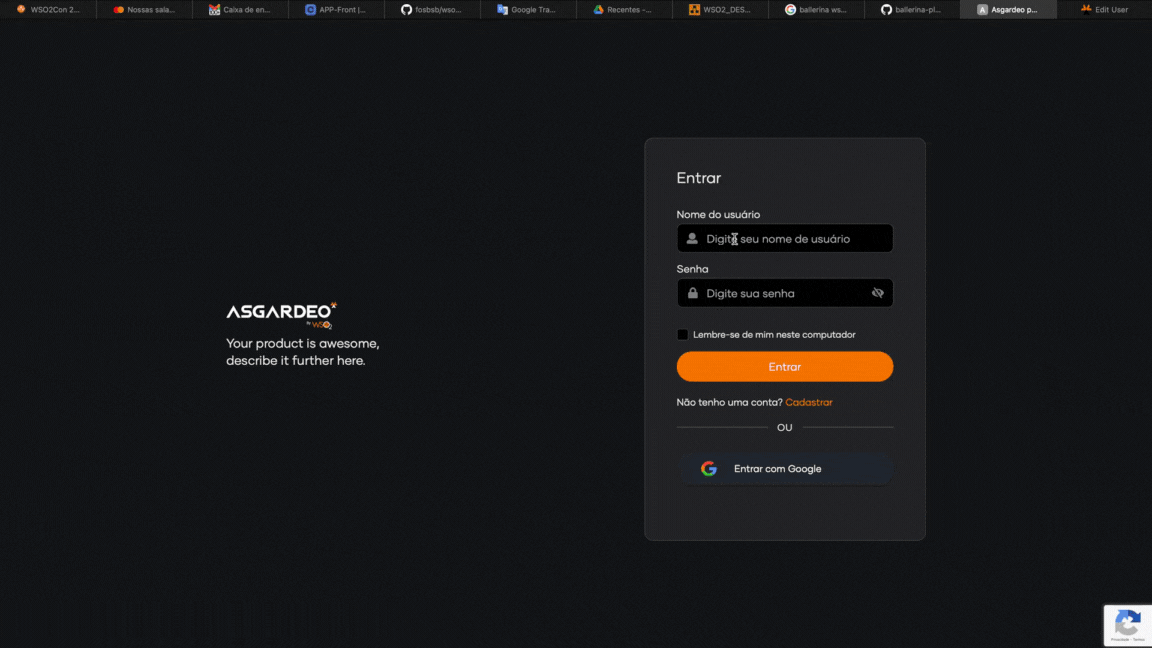 WSO2Con 2...
Nossas sala...
Caixa de en...
APP-Front |...
fosbsb/wso...
Google Tra...
Recentes -...
WSO2_DES...
ballerina ws...
ballerina-pl...
Asgardeo p...
Edit User
Entrar
Nome do usuário
Digite seu nome de usuário
Senha
Digite sua senha
Lembre-se de mim neste computador
Entrar
Não tenho uma conta? Cadastrar
OU
Entrar com Google
ASGARDEO
by WSO2
Your product is awesome,
describe it further here.
Privacidade - Termos